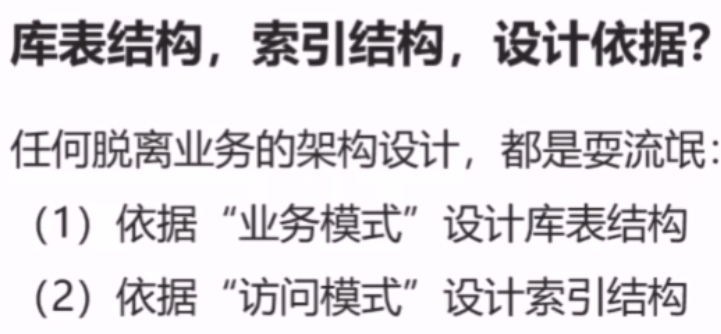 库表结构，索引结构，设计依据？
任何脱离业务的架构设计，都是耍流氓：
（1）依据“业务模式”设计库表结构
（2）依据“访问模式”设计索引结构